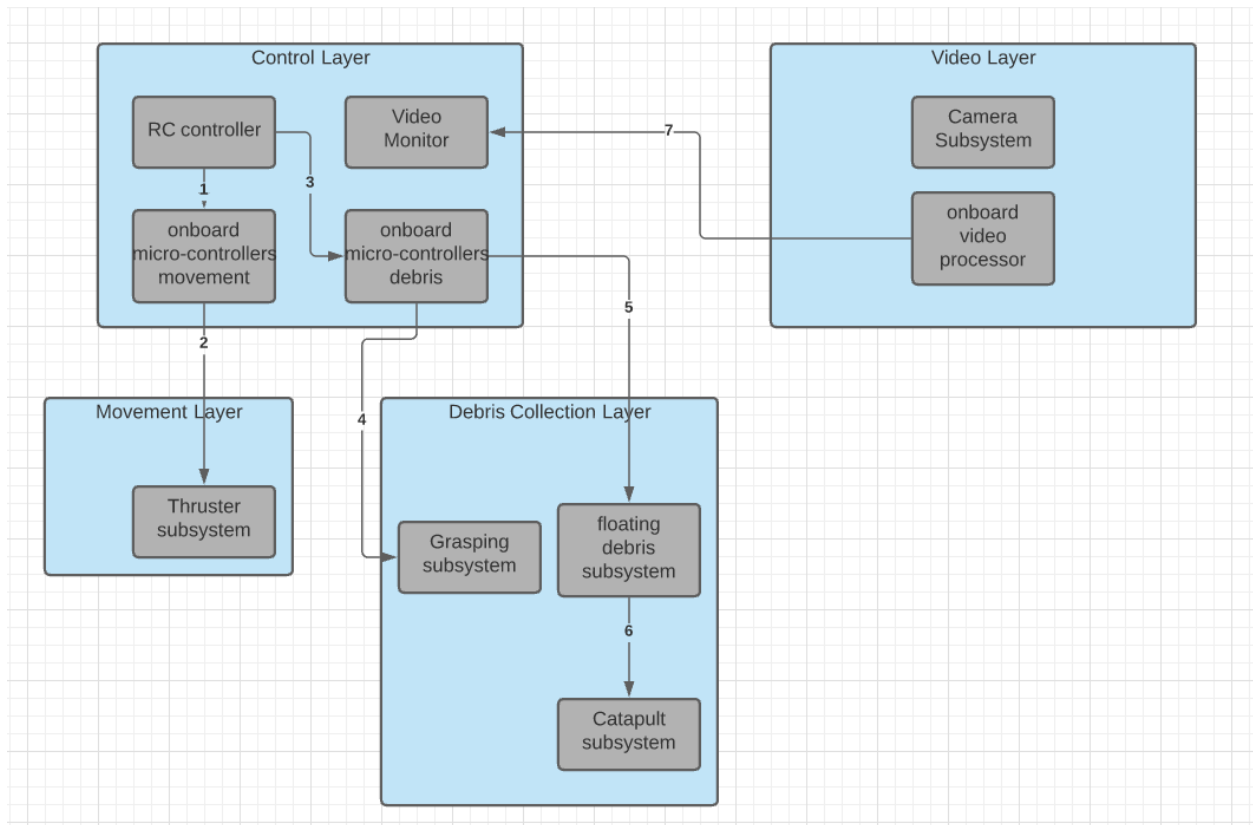 Control Layer
RC controller
Video
Monitor
1
3
onboard
micro-controllers
movement
onboard
micro-controllers
debris
7
Video Layer
Camera
Subsystem
onboard
video
processor
2
4
5
Movement Layer
Thruster
subsystem
Debris Collection Layer
Grasping
subsystem
floating
debris
subsystem
6
Catapult
subsystem